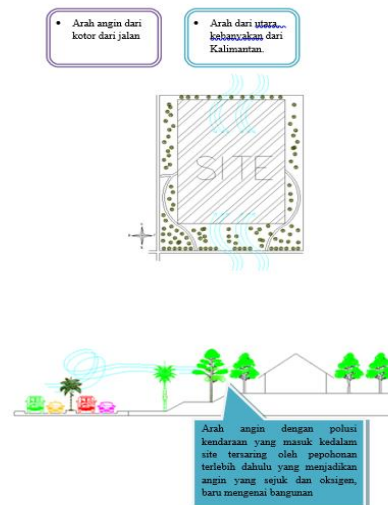 Arah angin dari
kotor dari jalan
Arah dari utara
kebanyakan dari
Kalimantan.
SITE
Arah angin dengan polusi
kendaraan yang masuk kedalam
site tersaring oleh pepohonan
terlebih dahulu yang menjadikan
angin yang sejuk dan oksigen,
baru mengenai bangunan